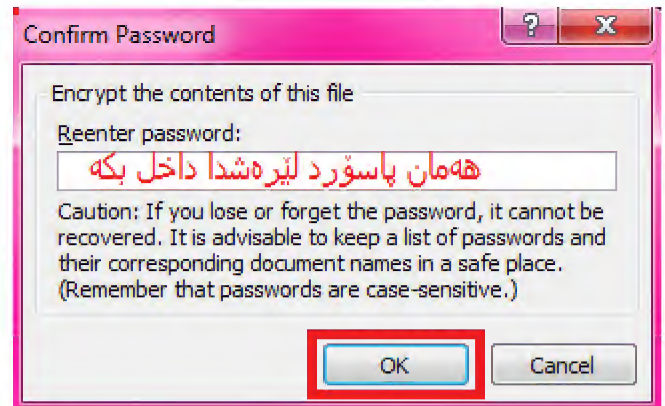 Confirm Password
Encrypt the contents of this file
Reenter password:
هەمان پاسۆرد لێرەشدا داخل بکە
Caution: If you lose or forget the password, it cannot be
recovered. It is advisable to keep a list of passwords and
their corresponding document names in a safe place.
(Remember that passwords are case-sensitive.)
OK
Cancel